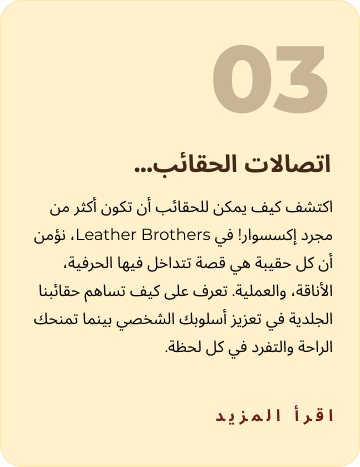 03
اتصالات الحقائب...
اكتشف كيف يمكن للحقائب أن تكون أكثر من
مجرد إكسسوار! في Leather Brothers، نؤمن
أن كل حقيبة هي قصة تتداخل فيها الحرفية،
الأناقة، والعملية. تعرف على كيف تساهم حقائبنا
الجلدية في تعزيز أسلوبك الشخصي بينما تمنحك
الراحة والتفرد في كل لحظة.
اقرأ المزيد